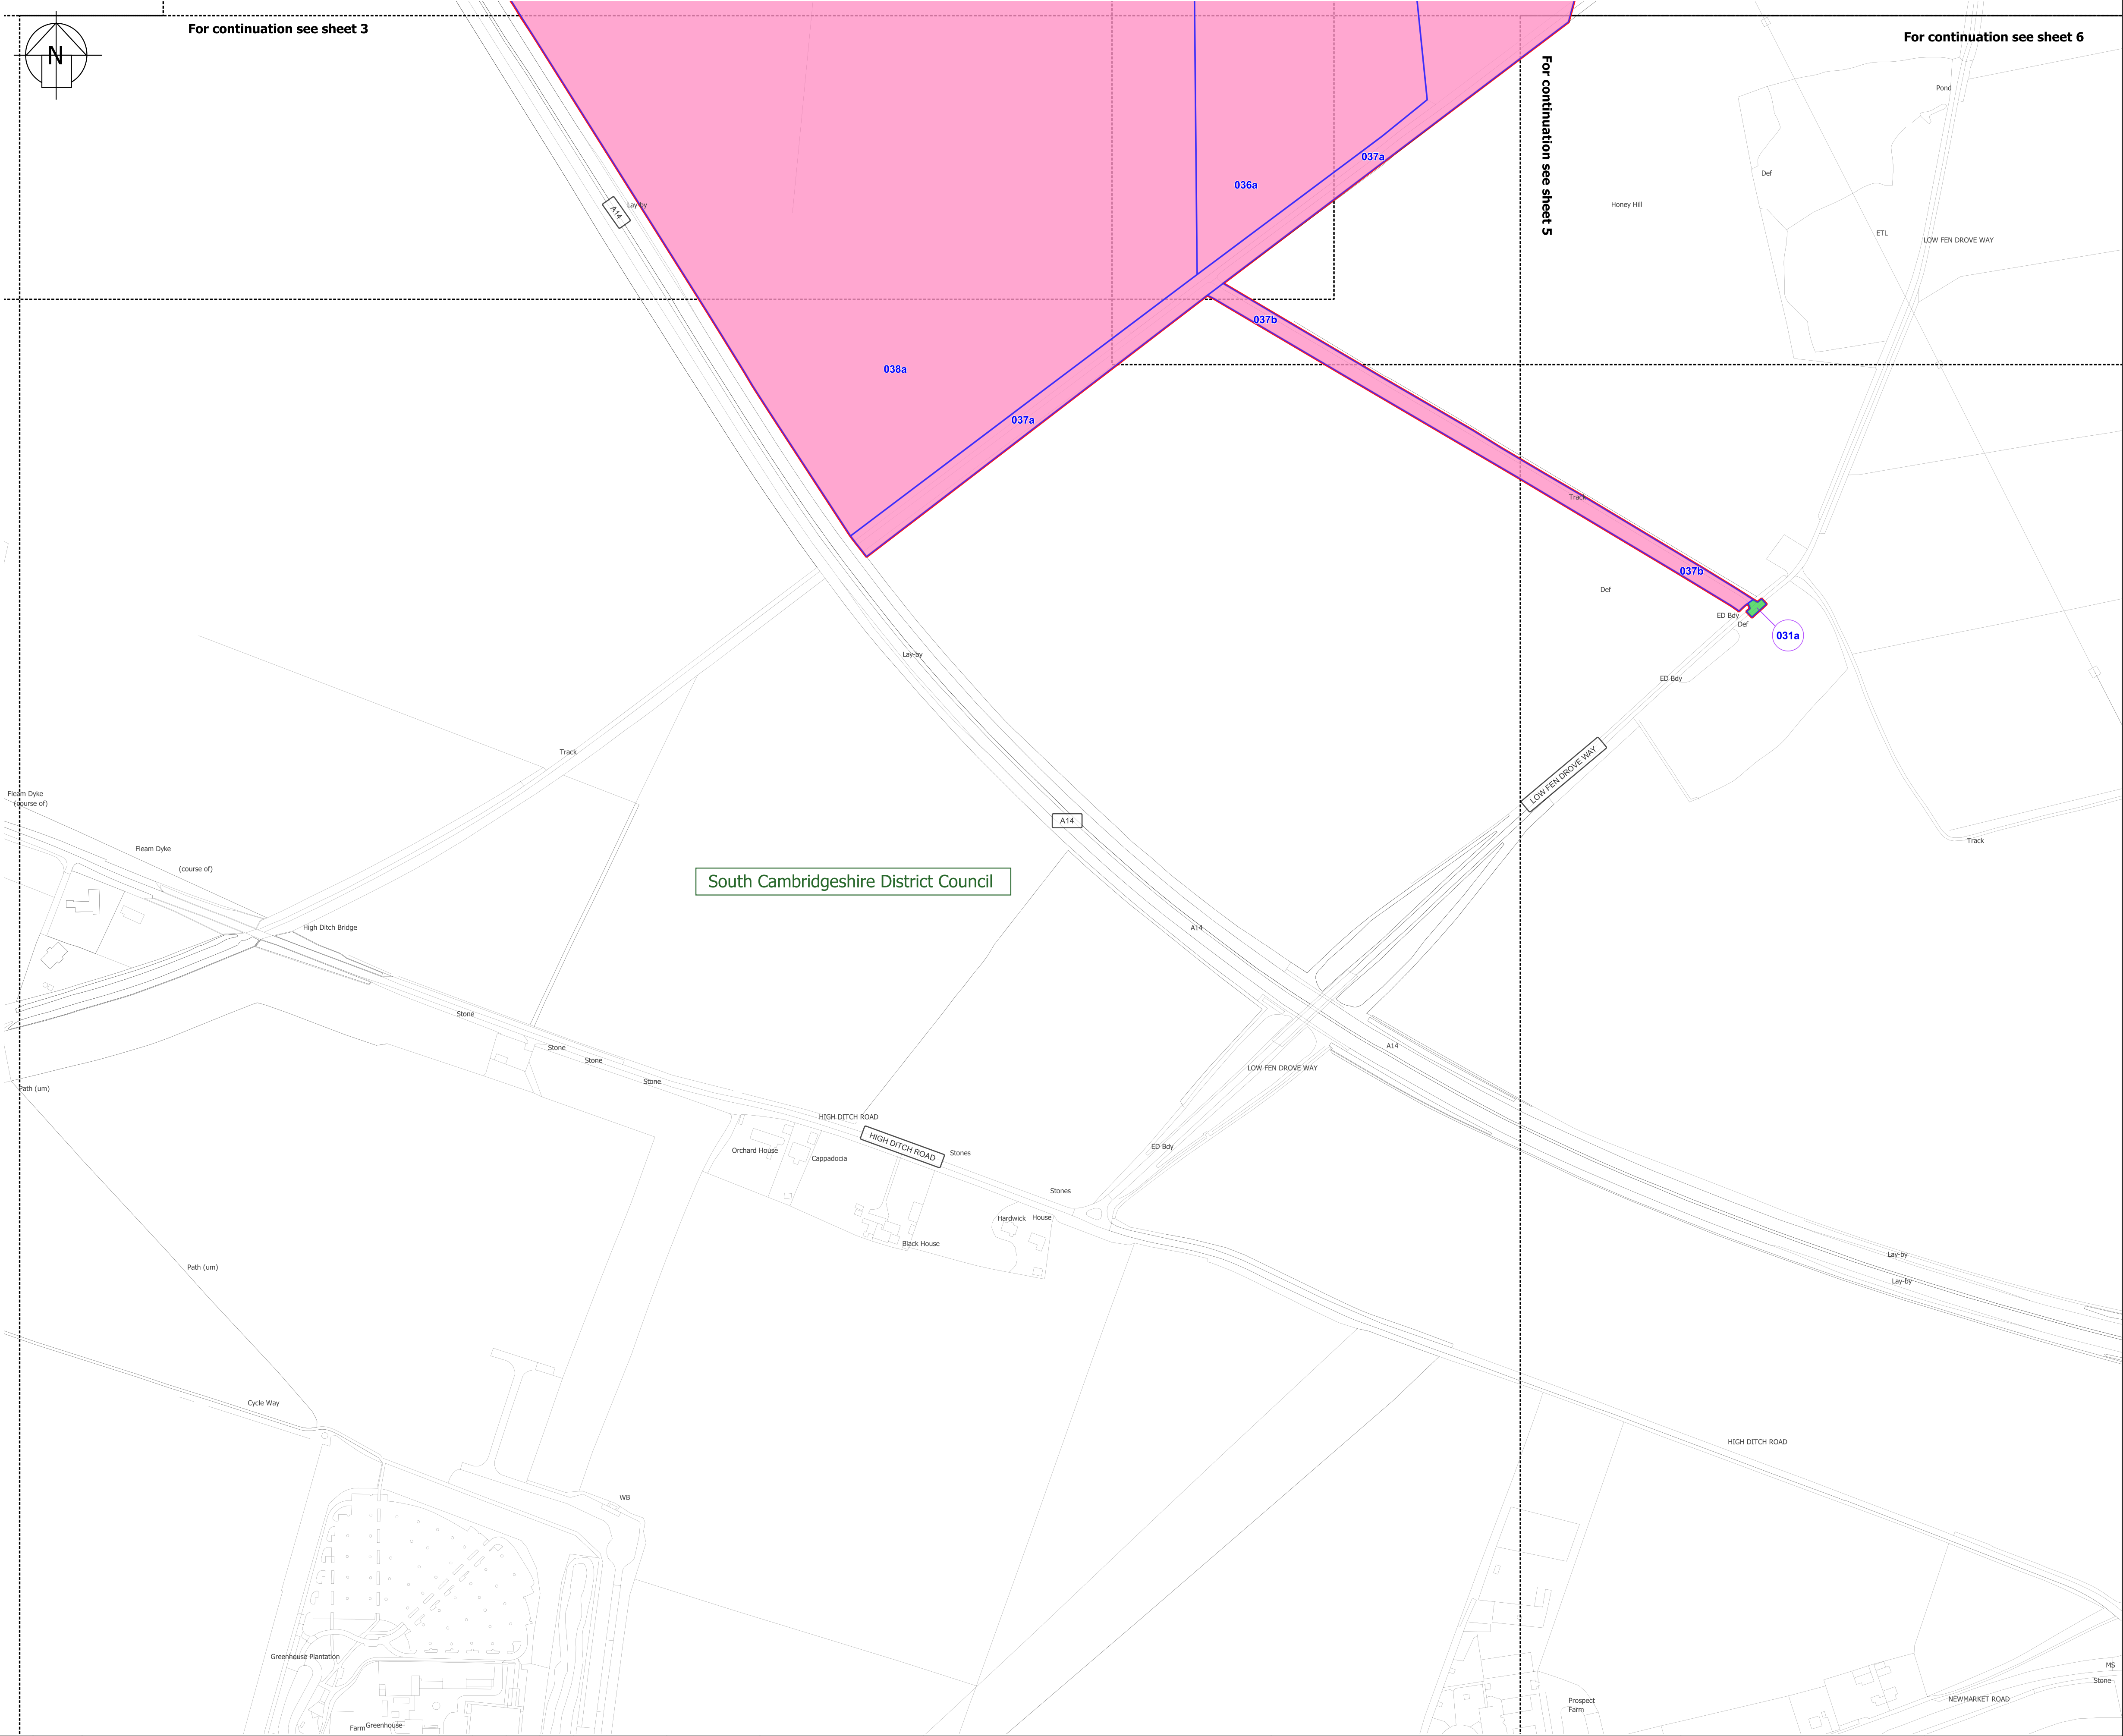 For continuation see sheet 3
N
For continuation see sheet 6
For continuation see sheet 5
Pond
037a
Def
036a
Honey Hill
A14
Lay-by
ETL
LOW FEN DROVE WAY
037b
038a
037a
Track
037b
Def
ED Bdy
Def
031a
Lay-by
ED Bdy
Track
LOW FEN DROVE WAY
Fleam Dyke
(course of)
A14
Track
Fleam Dyke
(course of)
South Cambridgeshire District Council
High Ditch Bridge
A14
Stone
Stone
Stone
A14
LOW FEN DROVE WAY
Stone
Path (um)
HIGH DITCH ROAD
HIGH DITCH ROAD
ED Bdy
Orchard House
Cappadocia
Stones
Stones
Hardwick House
Black House
Lay-by
Path (um)
Lay-by
Cycle Way
HIGH DITCH ROAD
WB
Greenhouse Plantation
MS
Stone
Prospect
Farm
NEWMARKET ROAD
Greenhouse
Farm